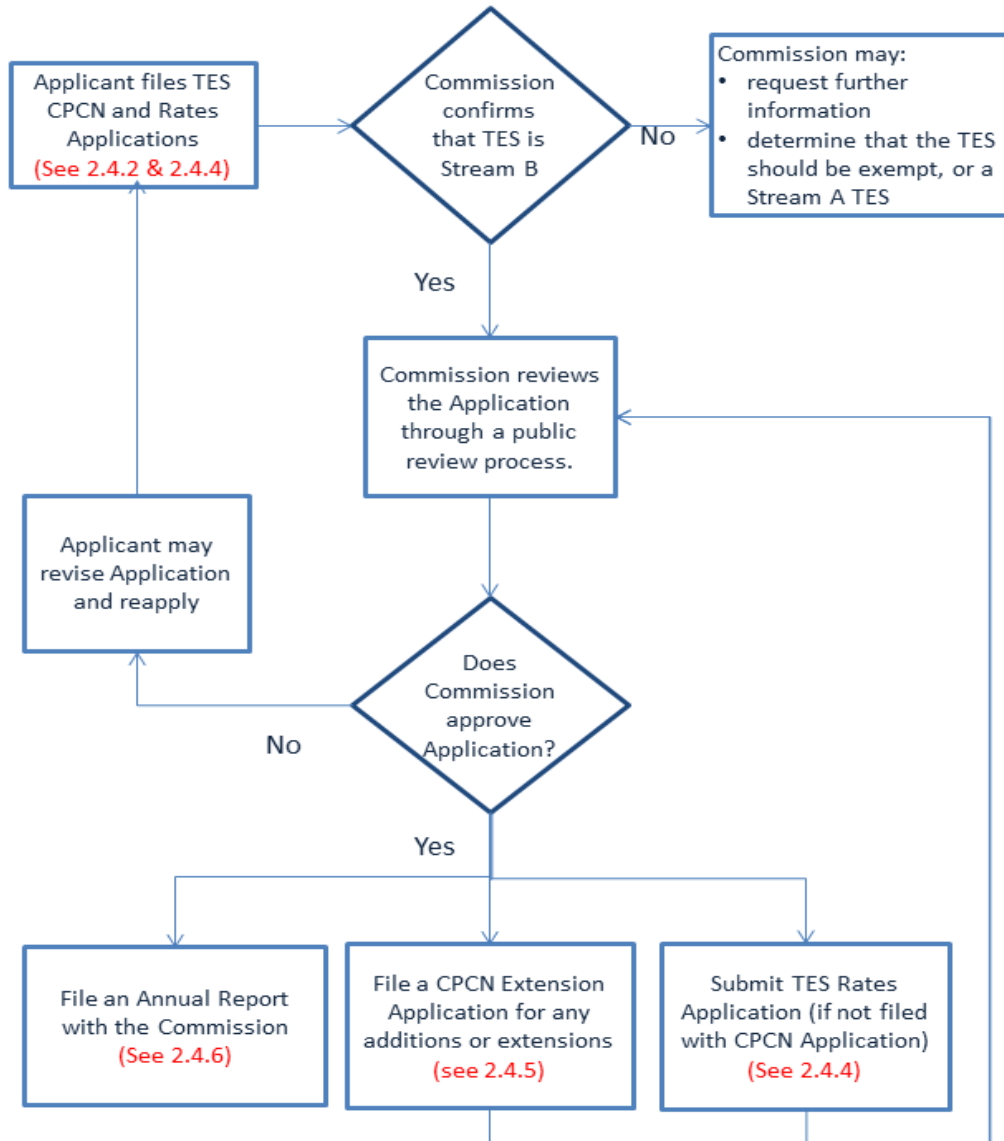 Applicant files TES
CPCN and Rates
Applications
(See 2.4.2 & 2.4.4)
Commission
confirms
that TES is
Stream B
No
Commission may:
• request further
information
• determine that the TES
should be exempt, or a
Stream A TES
Yes
Commission reviews
the Application
through a public
review process.
Applicant may
revise Application
and reapply
Does
Commission
approve
Application?
No
Yes
File an Annual Report
with the Commission
(See 2.4.6)
File a CPCN Extension
Application for any
additions or extensions
(see 2.4.5)
Submit TES Rates
Application (if not filed
with CPCN Application)
(See 2.4.4)